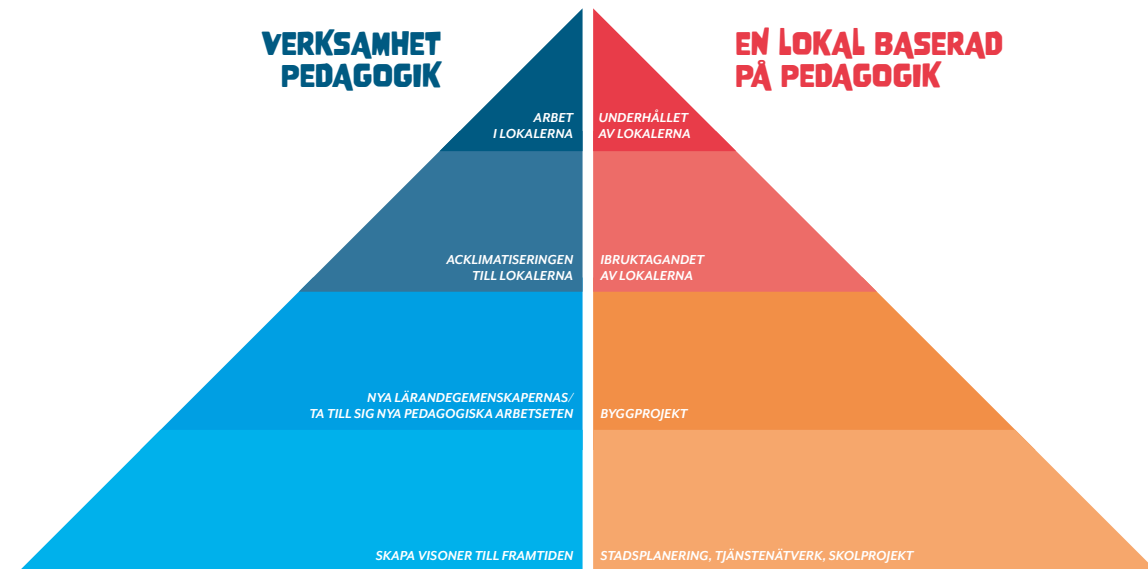 VERKSAMHET
PEDAGOGIK
EN LOKAL BASERAD
PÅ PEDAGOGIK
ARBET
I LOKALERNA
UNDERHÅLLET
AV LOKALERNA
ACKLIMATISERINGEN
TILL LOKALERNA
IBRUKTAGANDET
AV LOKALERNA
NYA LÄRANDEGEMENSKAPERNAS/
TA TILL SIG NYA PEDAGOGISKA ARBETSETEN
BYGGPROJEKT
SKAPA VISONER TILL FRAMTIDEN
STADSPLANERING, TJÄNSTENÄTVERK, SKOLPROJEKT